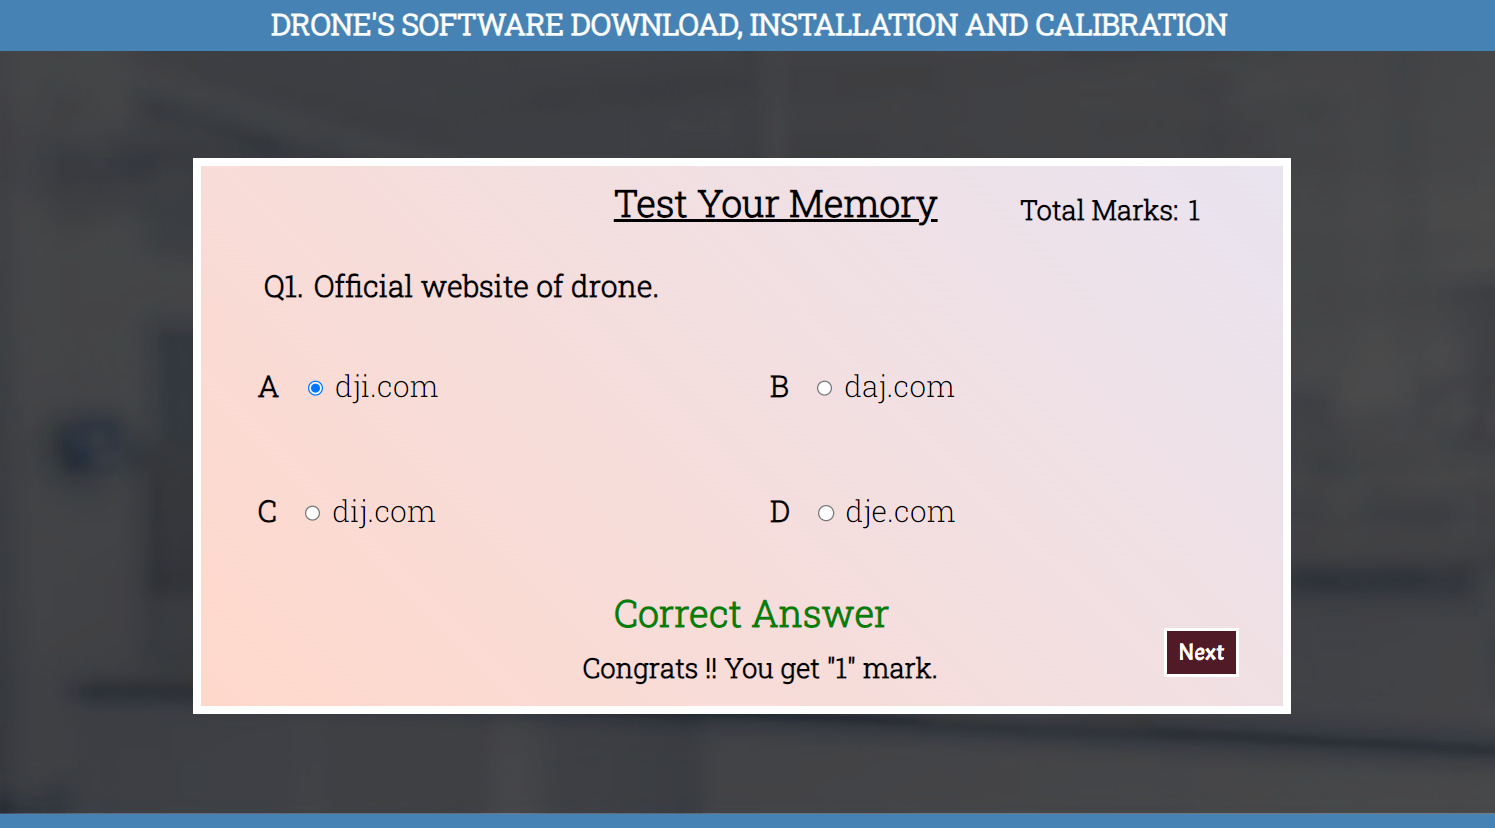 DRONE'S SOFTWARE DOWNLOAD, INSTALLATION AND CALIBRATION
Test Your Memory
Total Marks: 1
Q1. Official website of drone.
A dji.com
B daj.com
C dij.com
D dje.com
Correct Answer
Congrats !! You get "1" mark.
Next